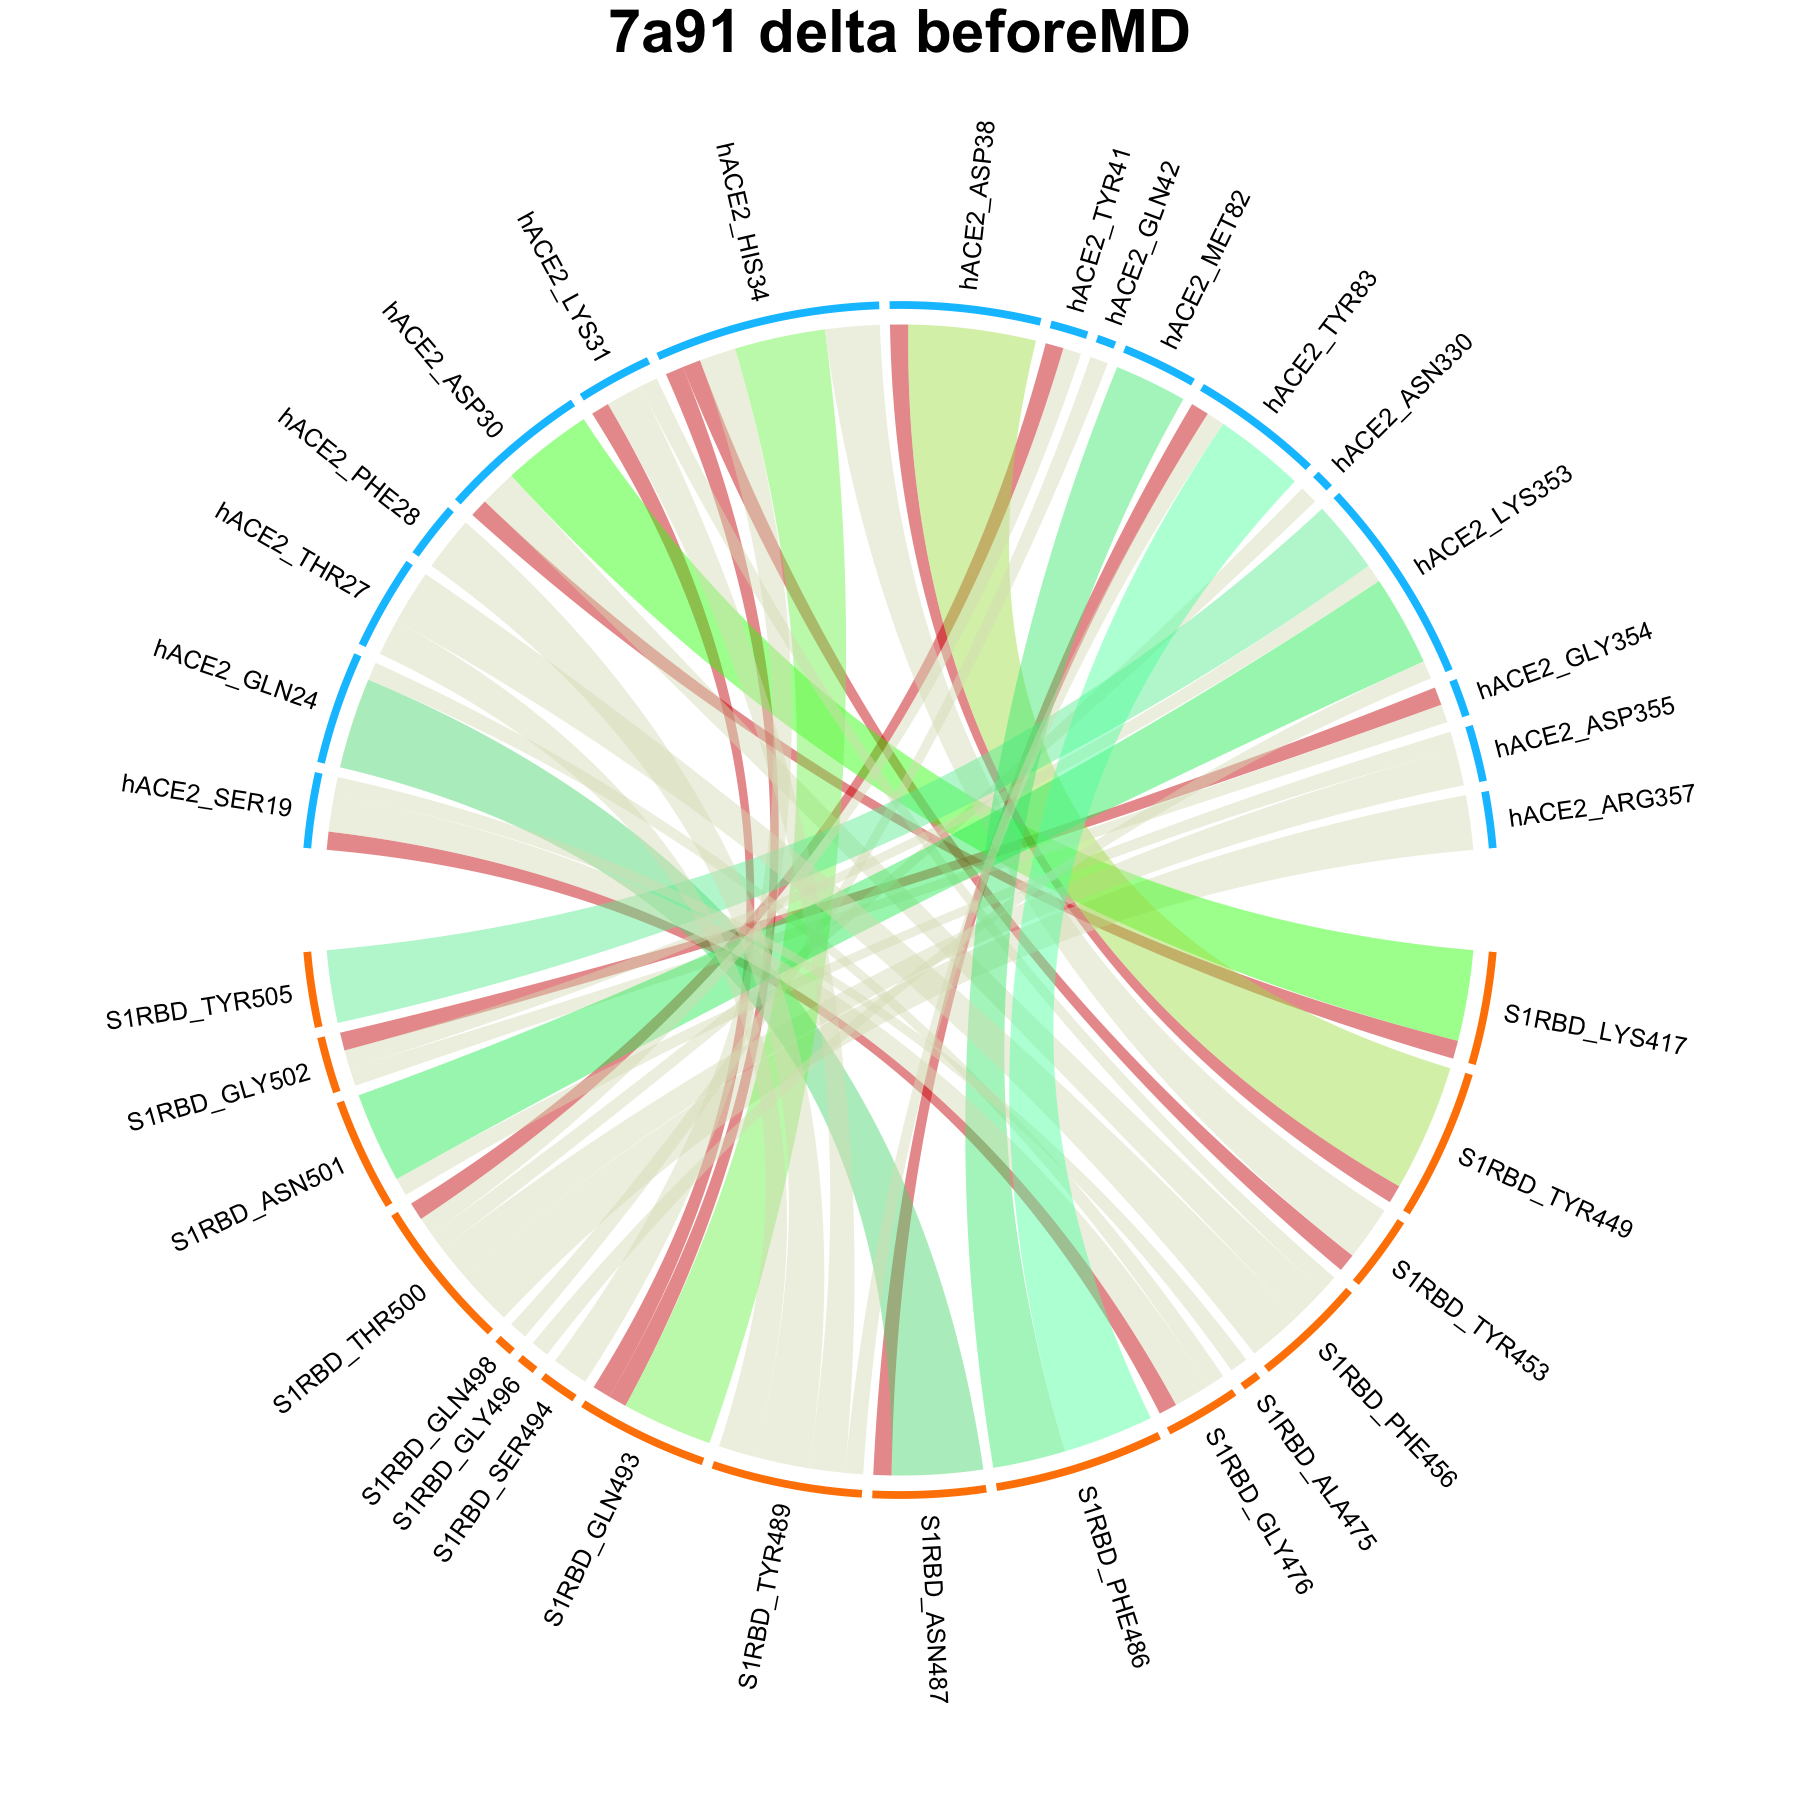 7a91 delta beforeMD
hACE2_SER19
hACE2_GLN24
hACE2_THR27
hACE2_PHE28
hACE2_ASP30
hACE2_LYS31
hACE2_HIS34
hACE2_ASP38
hACE2_TYR41
hACE2_GLN42
hACE2_MET82
hACE2_TYR83
hACE2_ASN330
hACE2_LYS353
hACE2_GLY354
hACE2_ASP355
hACE2_ARG357
S1RBD_LYS417
S1RBD_TYR449
S1RBD_TYR453
S1RBD_PHE456
S1RBD_ALA475
S1RBD_GLY476
S1RBD_PHE486
S1RBD_ASN487
S1RBD_TYR489
S1RBD_GLN493
S1RBD_SER494
S1RBD_GLY496
S1RBD_GLN498
S1RBD_THR500
S1RBD_ASN501
S1RBD_GLY502
S1RBD_TYR505